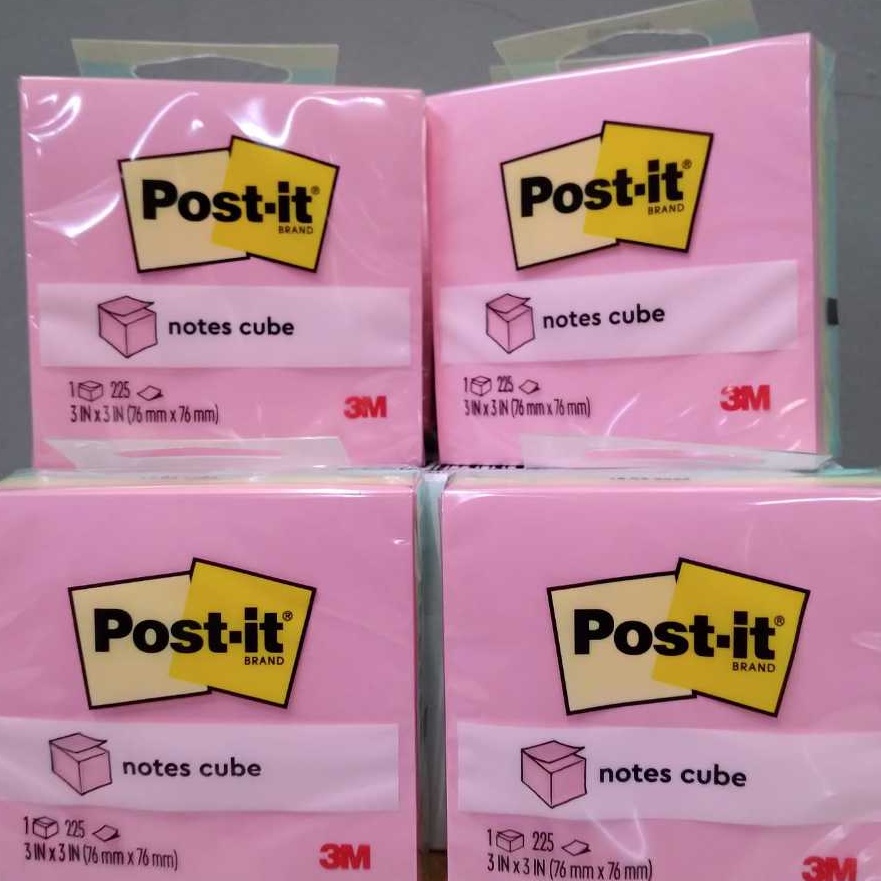 Post-it®
BRAND
notes cube
1 225
3 IN x 3 IN (76 mm x 76 mm)
3M
Post-it®
BRAND
notes cube
1 225
3 IN x 3 IN (76 mm x 76 mm)
3M
Post-it®
BRAND
notes cube
1 225
3 IN x 3 IN (76 mm x 76 mm)
3M
Post-it®
BRAND
notes cube
1 225
3 IN x 3 IN (76 mm x 76 mm)
3M